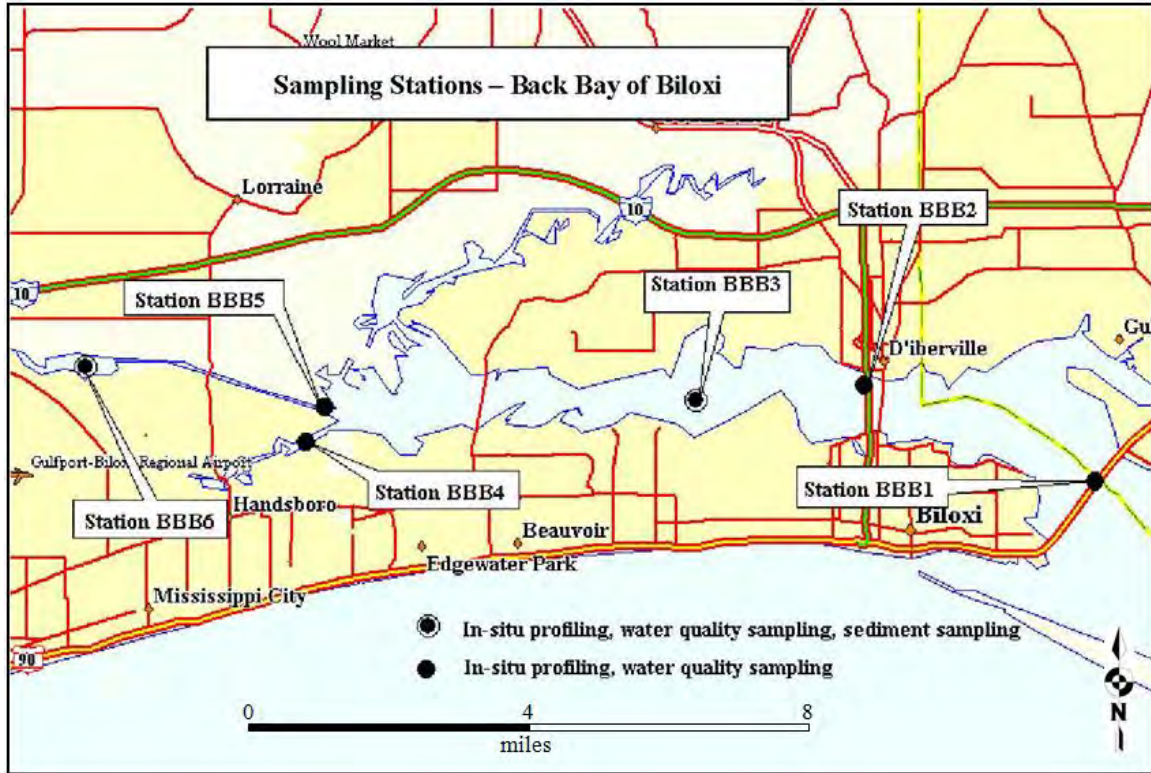 Wool Market
Sampling Stations – Back Bay of Biloxi
Lorraine
10
Station BBB2
Station BBB3
Station BBB5
10
Gu
D'iberville
Gulfport-Biloxi Regional Airport
Station BBB4
Station BBB1
Handsboro
Station BBB6
Biloxi
Beauvoir
Edgewater Park
Mississippi City
In-situ profiling, water quality sampling, sediment sampling
90
In-situ profiling, water quality sampling
0 4 8
miles
N